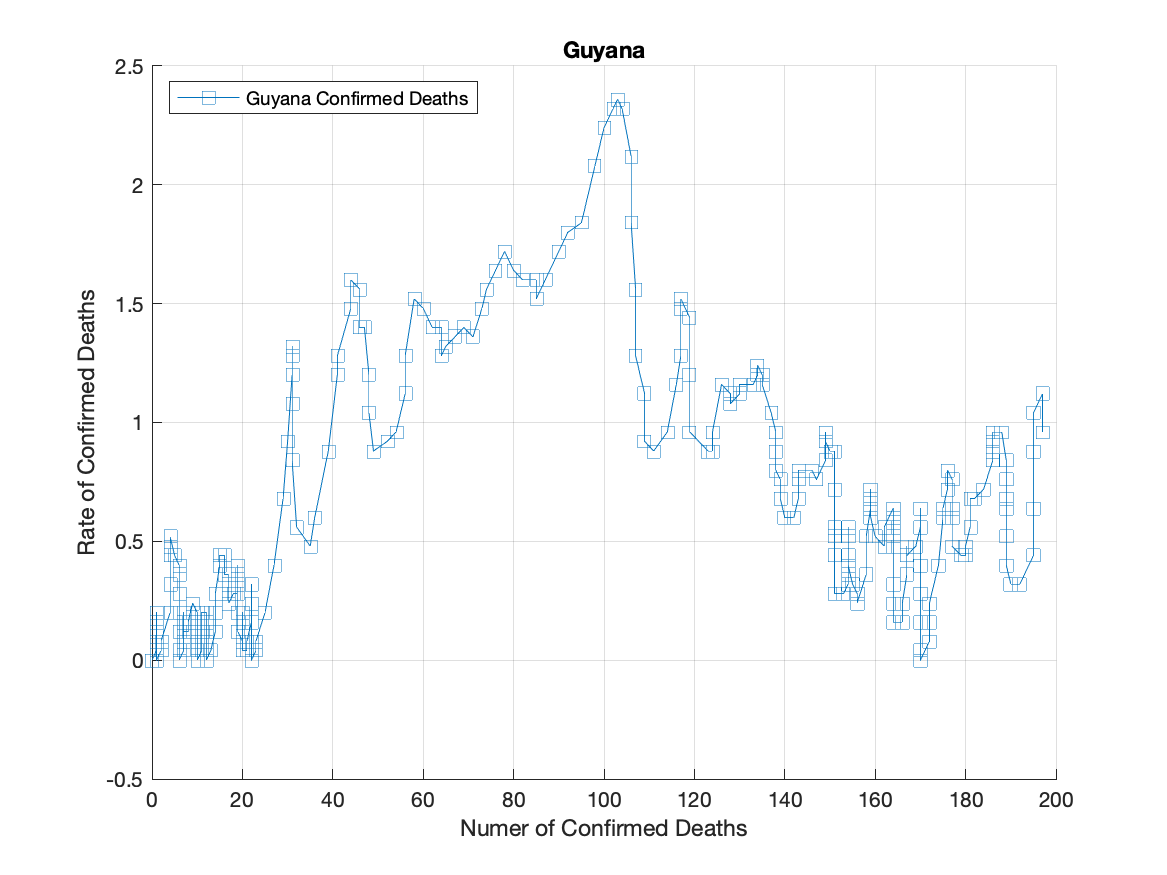 Guyana
2.5
Guyana Confirmed Deaths
2
1.5
1
0.5
0
-0.5
Rate of Confirmed Deaths
0 20 40 60 80 100 120 140 160 180 200
Numer of Confirmed Deaths